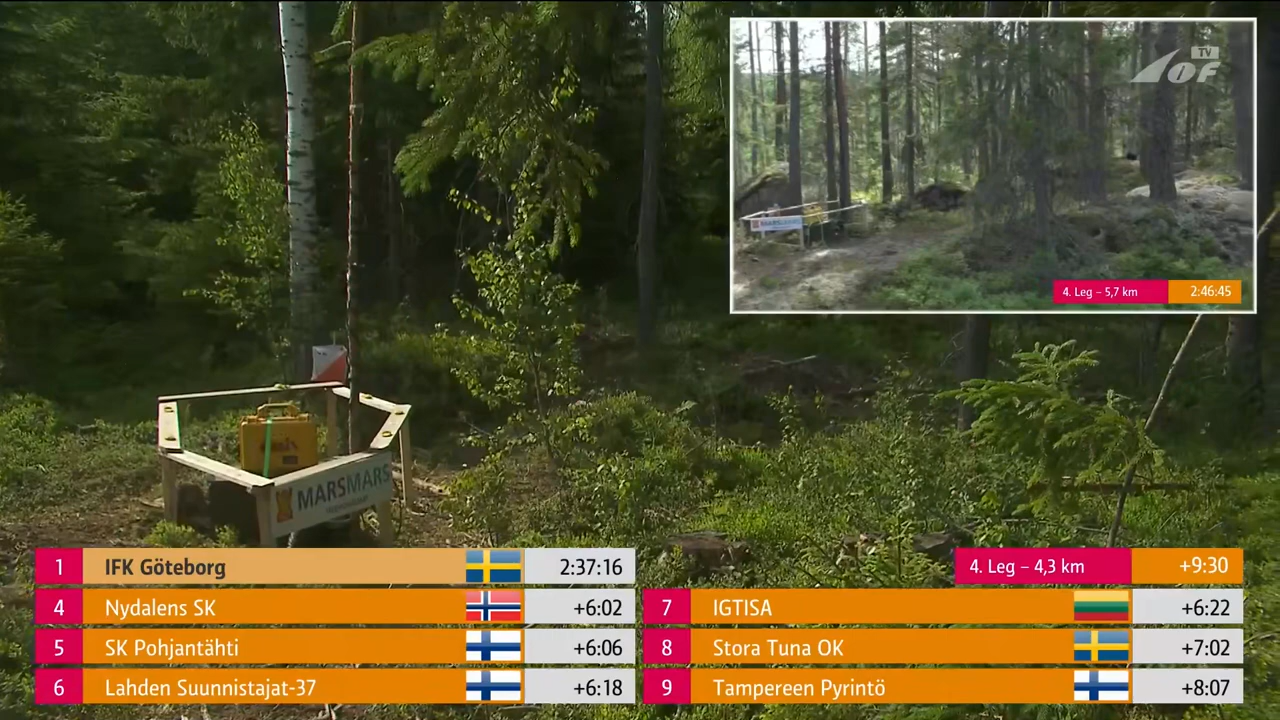 TV
OF
MARSMARS
4. Leg – 5,7 km 2:46:45
MARSMARS
1 IFK Göteborg 2:37:16
4. Leg – 4,3 km +9:30
4 Nydalens SK +6:02
7 IGTISA +6:22
5 SK Pohjantähti +6:06
8 Stora Tuna OK +7:02
6 Lahden Suunnistajat-37 +6:18
9 Tampereen Pyrintö +8:07